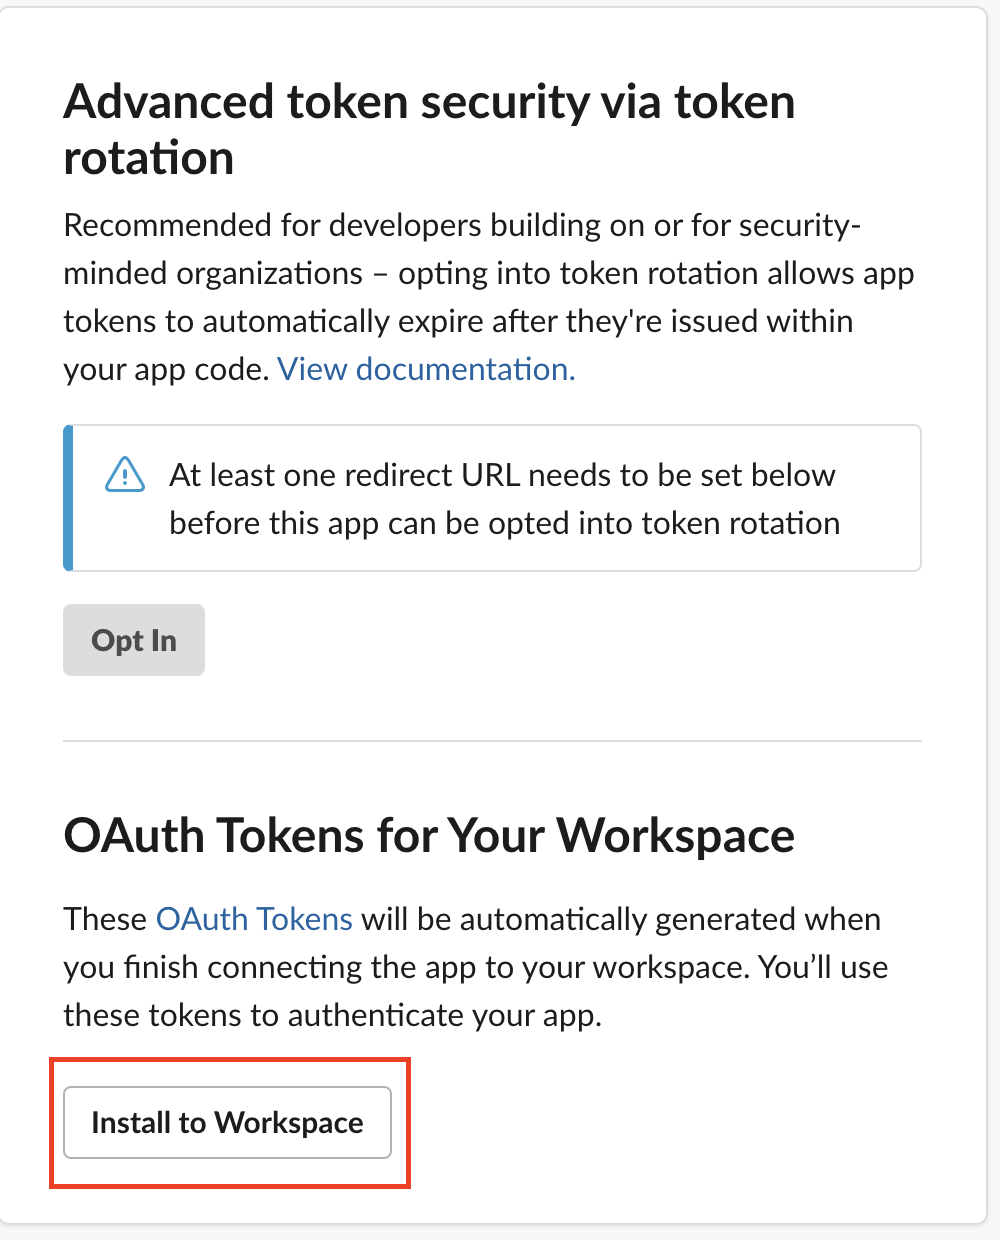 Advanced token security via token
rotation
Recommended for developers building on or for security-
minded organizations – opting into token rotation allows app
tokens to automatically expire after they're issued within
your app code. View documentation.
At least one redirect URL needs to be set below
before this app can be opted into token rotation
Opt In
OAuth Tokens for Your Workspace
These OAuth Tokens will be automatically generated when
you finish connecting the app to your workspace. You’ll use
these tokens to authenticate your app.
Install to Workspace